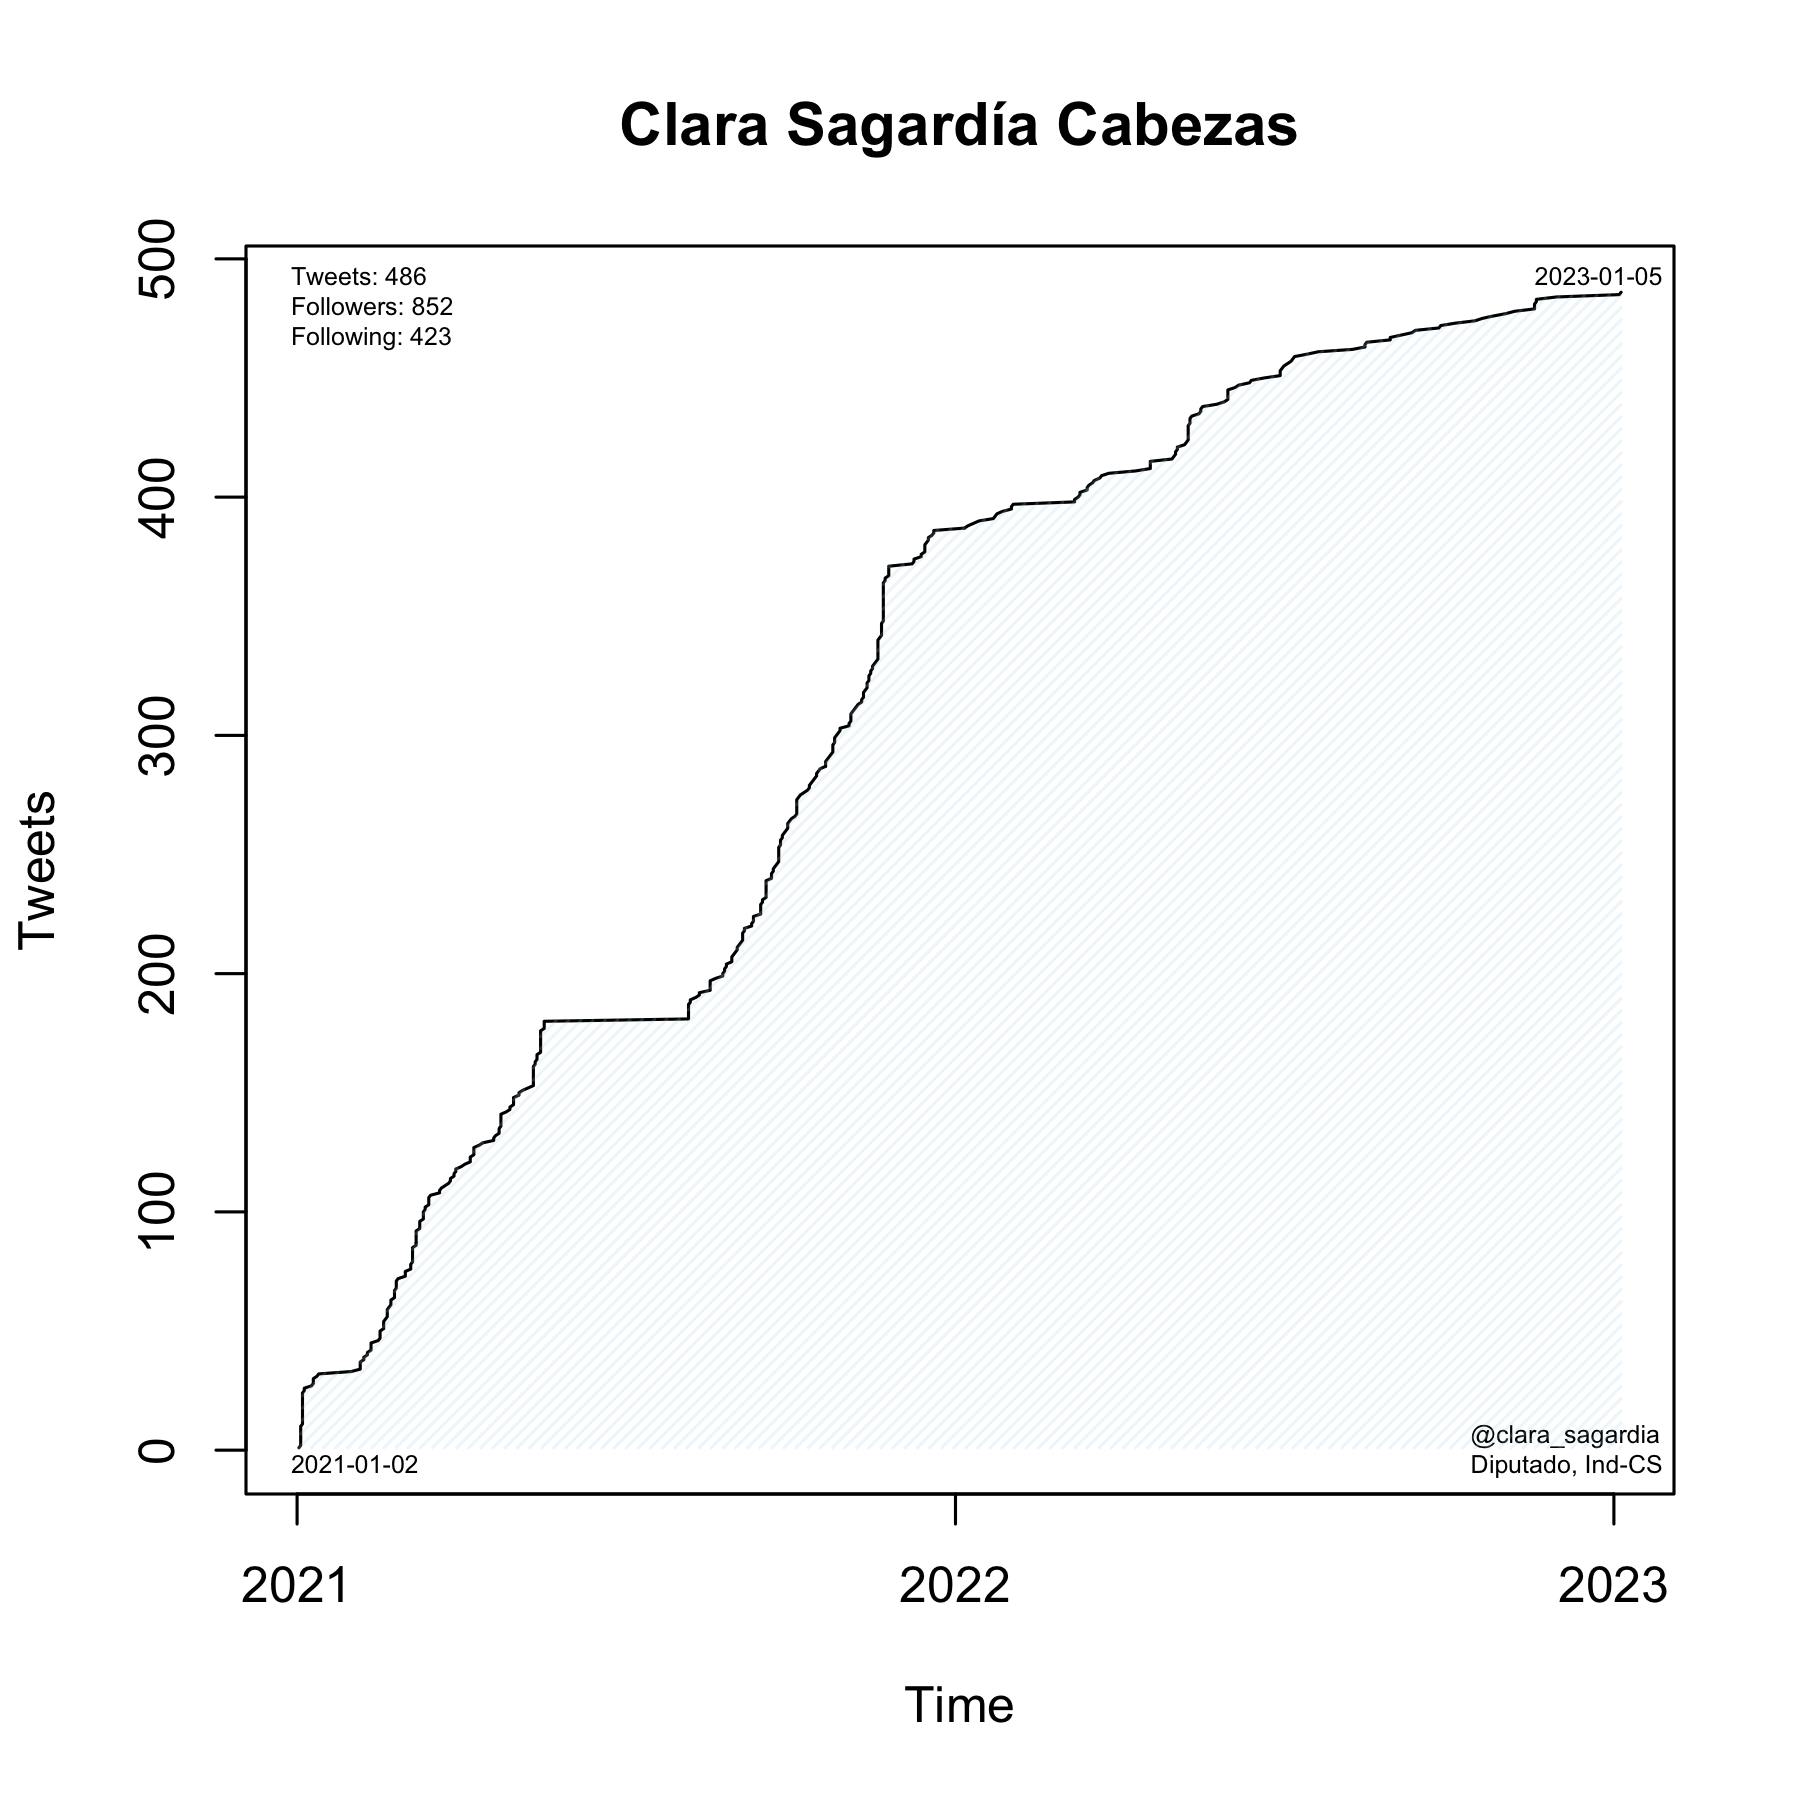 Clara Sagardía Cabezas
Tweets: 486
Followers: 852
Following: 423
2023-01-05
500
400
300
200
100
0
Tweets
@clara_sagardia
Diputado, Ind-CS
2021-01-02
2021
2022
2023
Time